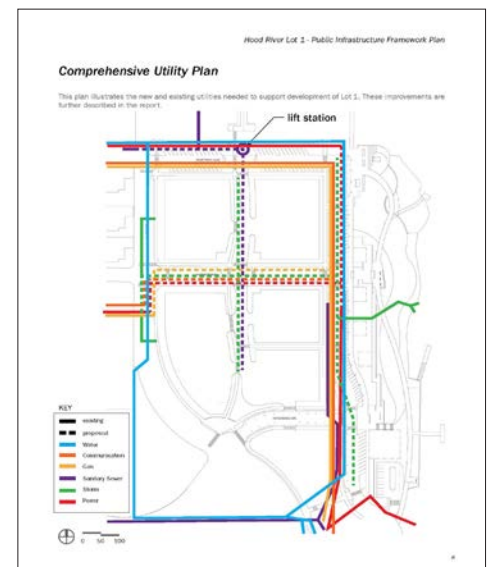 Hood River Lot 1 - Public Infrastructure Framework Plan
Comprehensive Utility Plan
This plan illustrates the new and existing utilities needed to support development of Lot 1. These improvements are
further described in the report.
lift station
KEY
existing
proposed
Water
Communication
Gas
Sanitary Sewer
Storm
Power
0 50 100